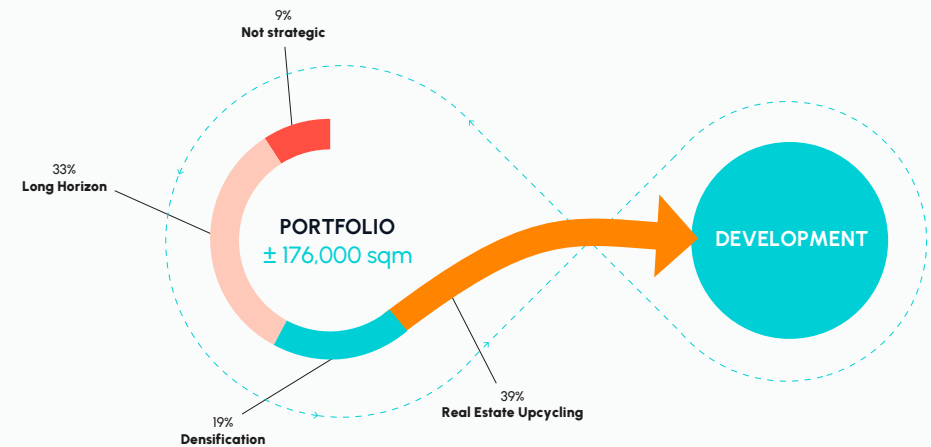 9%
Not strategic
33%
Long Horizon
PORTFOLIO
± 176,000 sqm
DEVELOPMENT
39%
Real Estate Upcycling
19%
Densification